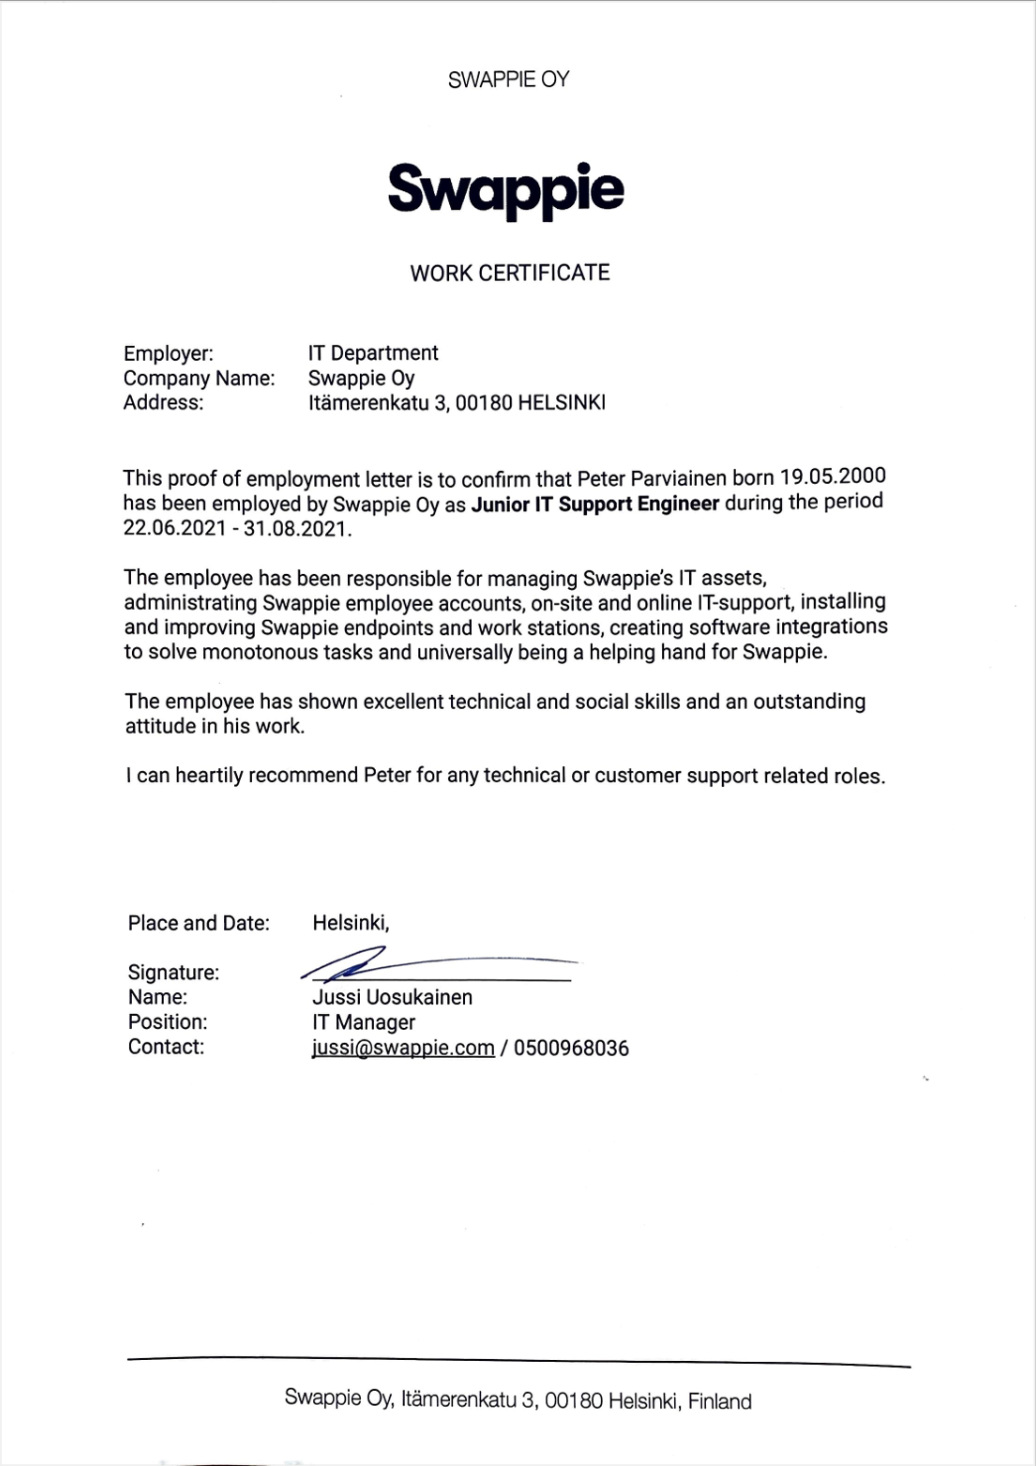 SWAPPIE OY
Swappie
WORK CERTIFICATE
Employer: IT Department
Company Name: Swappie Oy
Address: Itämerenkatu 3, 00180 HELSINKI
This proof of employment letter is to confirm that Peter Parviainen born 19.05.2000
has been employed by Swappie Oy as Junior IT Support Engineer during the period
22.06.2021 - 31.08.2021.
The employee has been responsible for managing Swappie's IT assets,
administrating Swappie employee accounts, on-site and online IT-support, installing
and improving Swappie endpoints and work stations, creating software integrations
to solve monotonous tasks and universally being a helping hand for Swappie.
The employee has shown excellent technical and social skills and an outstanding
attitude in his work.
I can heartily recommend Peter for any technical or customer support related roles.
Place and Date: Helsinki,
Signature:
Name: Jussi Uosukainen
Position: IT Manager
Contact: jussi@swappie.com / 0500968036
Swappie Oy, Itämerenkatu 3, 00180 Helsinki, Finland